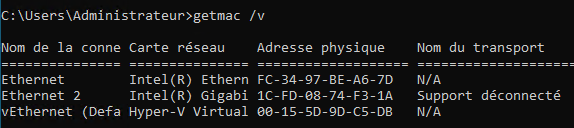 C:\Users\Administrateur>getmac /v
Nom de la conne Carte réseau Adresse physique Nom du transport
=============== =============== =================== ==========================
Ethernet Intel(R) Ethern FC-34-97-BE-A6-7D N/A
Ethernet 2 Intel(R) Gigabi 1C-FD-08-74-F3-1A Support déconnecté
vEthernet (Defa Hyper-V Virtual 00-15-5D-9D-C5-DB N/A